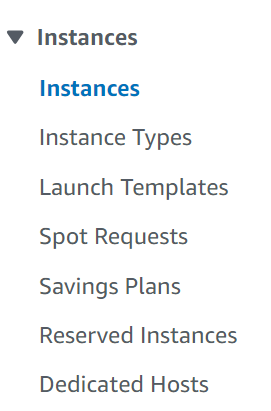 Instances
Instances
Instance Types
Launch Templates
Spot Requests
Savings Plans
Reserved Instances
Dedicated Hosts